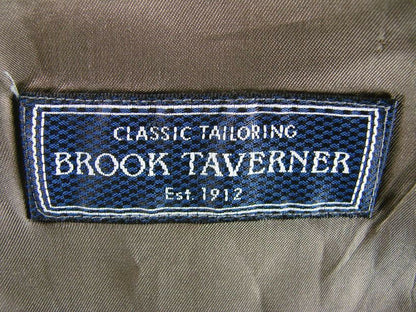 CLASSIC TAILORING
BROOK TAVERNER
Est. 1912